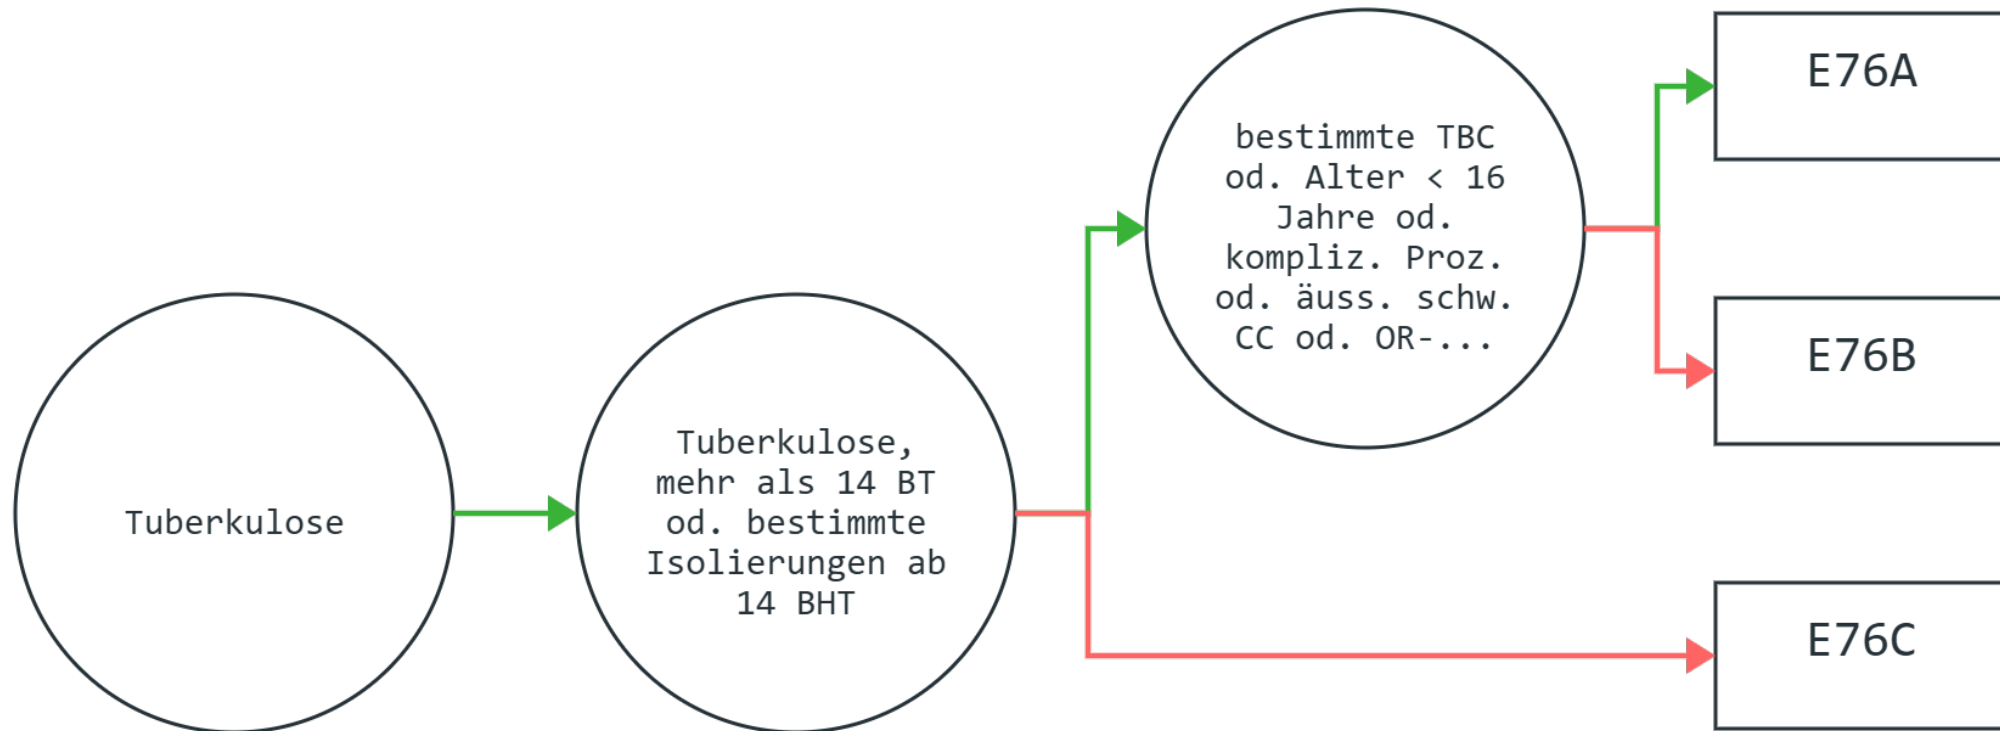 Tuberkulose
Tuberkulose,
mehr als 14 BT
od. bestimmte
Isolierungen ab
14 BHT
bestimmte TBC
od. Alter < 16
Jahre od.
kompliz. Proz.
od. äuss. schw.
CC od. OR-...
E76A
E76B
E76C